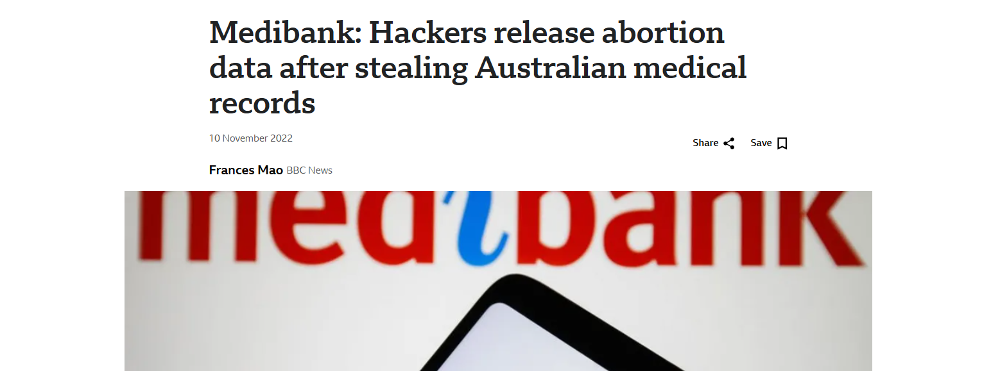 Medibank: Hackers release abortion
data after stealing Australian medical
records
10 November 2022
Share
Save
Frances Mao BBC News
medibank